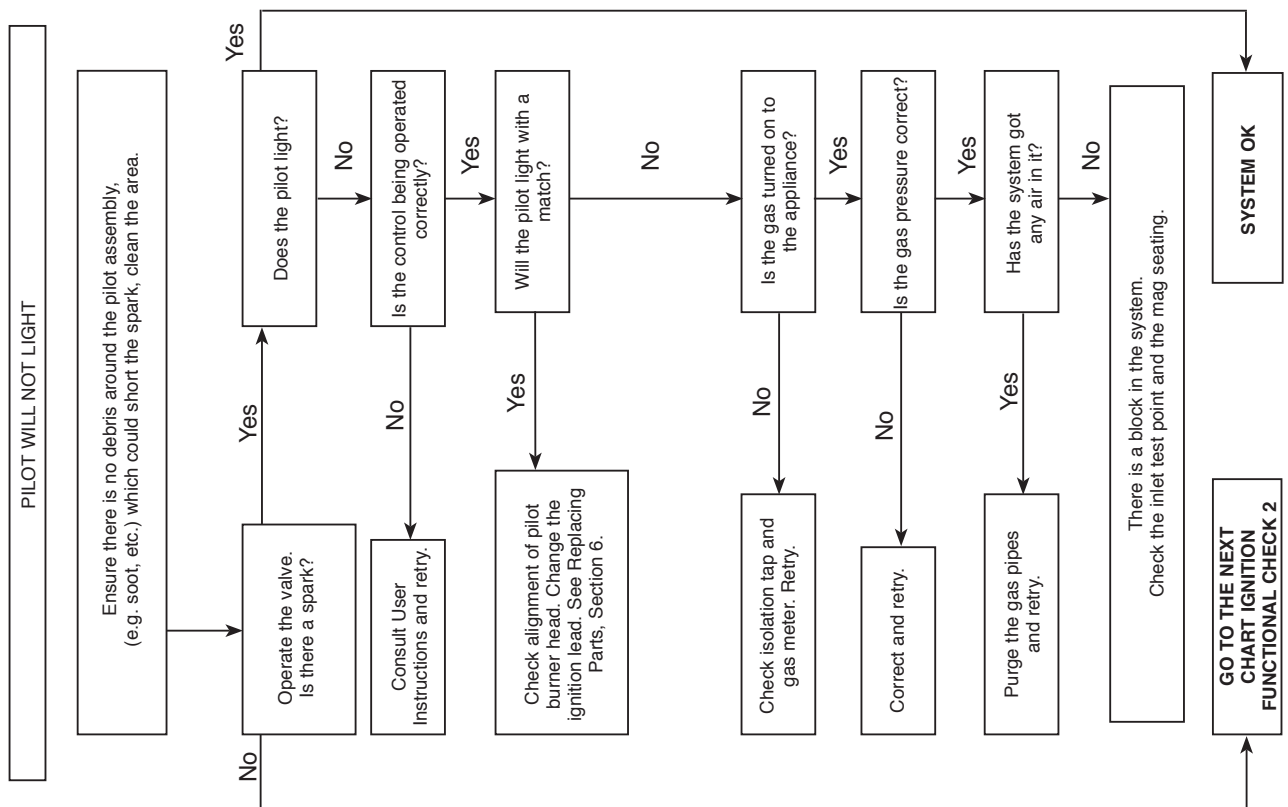 PILOT WILL NOT LIGHT
Ensure there is no debris around the pilot assembly,
(e.g. soot, etc.) which could short the spark, clean the area.
Operate the valve.
Is there a spark?
Yes
No
Does the pilot light?
Yes
No
Is the control being operated
correctly?
No
Yes
Consult User
Instructions and retry.
Will the pilot light with a
match?
Yes
No
Check alignment of pilot
burner head. Change the
ignition lead. See Replacing
Parts, Section 6.
Is the gas turned on to
the appliance?
No
Yes
Check isolation tap and
gas meter. Retry.
Is the gas pressure correct?
No
Yes
Correct and retry.
Has the system got
any air in it?
Yes
No
Purge the gas pipes
and retry.
There is a block in the system.
Check the inlet test point and the mag seating.
GO TO THE NEXT
CHART IGNITION
FUNCTIONAL CHECK 2
SYSTEM OK